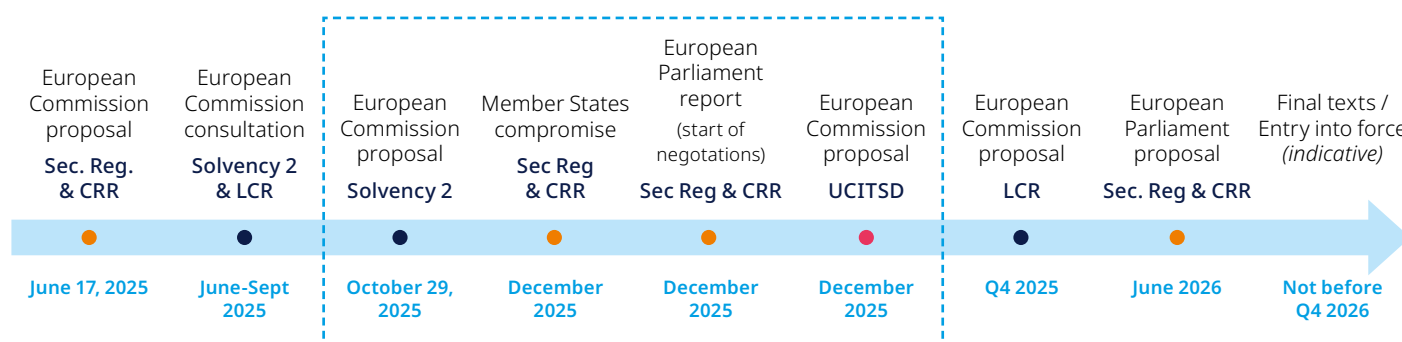 European
Commission
proposal
Sec. Reg.
& CRR
June 17, 2025
European
Commission
consultation
Solvency 2
& LCR
June-Sept
2025
European
Commission
proposal
Solvency 2
October 29,
2025
Member States
compromise
Sec Reg
& CRR
December
2025
European
Parliament
report
(start of
negotations)
Sec Reg & CRR
December
2025
European
Commission
proposal
UCITSD
December
2025
European
Commission
proposal
LCR
Q4 2025
European
Parliament
proposal
Sec. Reg & CRR
June 2026
Final texts /
Entry into force
(indicative)
Not before
Q4 2026